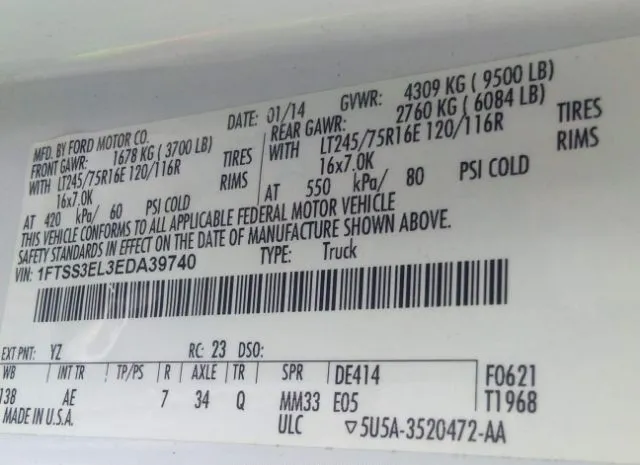 MFD. BY FORD MOTOR CO. DATE: 01/14 GVWR: 4309 KG ( 9500 LB)
FRONT GAWR: 1678 KG ( 3700 LB) REAR GAWR: 2760 KG ( 6084 LB)
WITH LT245/75R16E 120/116R TIRES WITH LT245/75R16E 120/116R TIRES
16x7.0K RIMS 16x7.0K RIMS
AT 420 kPa/ 60 PSI COLD AT 550 kPa/ 80 PSI COLD
THIS VEHICLE CONFORMS TO ALL APPLICABLE FEDERAL MOTOR VEHICLE
SAFETY STANDARDS IN EFFECT ON THE DATE OF MANUFACTURE SHOWN ABOVE.
VIN: 1FTSS3EL3EDA39740 TYPE: Truck
EXT PNT: YZ RC: 23 DSO:
WB INT TR TP/PS R AXLE TR SPR DE414 F0621
138 AE 7 34 Q MM33 E05 T1968
MADE IN U.S.A. ULC ▽5U5A-3520472-AA